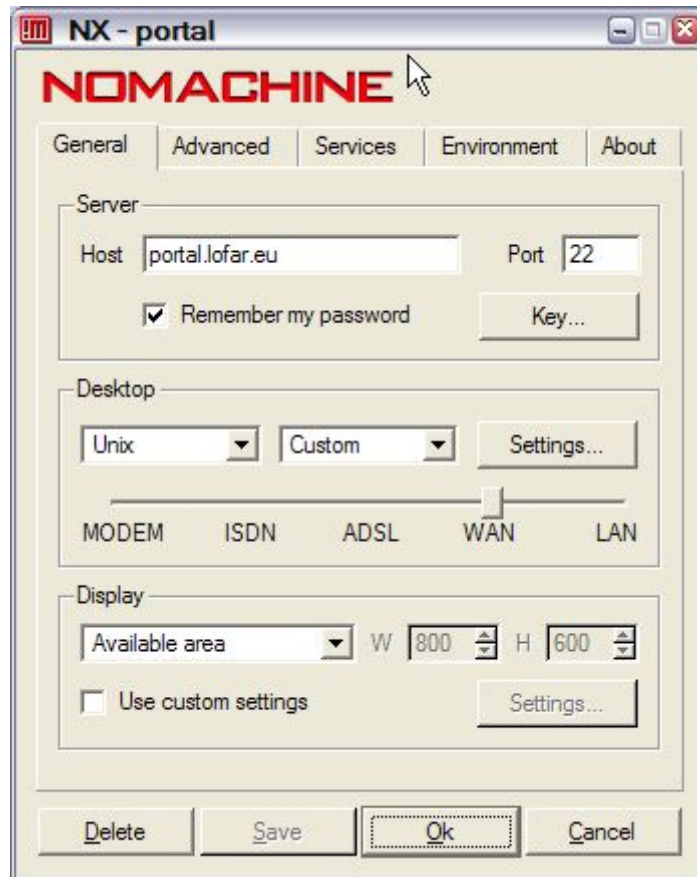 !M NX - portal
NOMACHINE
General Advanced Services Environment About
Server
Host portal.lofar.eu Port 22
Remember my password Key...
Desktop
Unix Custom Settings...
MODEM ISDN ADSL WAN LAN
Display
Available area W 800 H 600
Use custom settings Settings...
Delete Save Ok Cancel